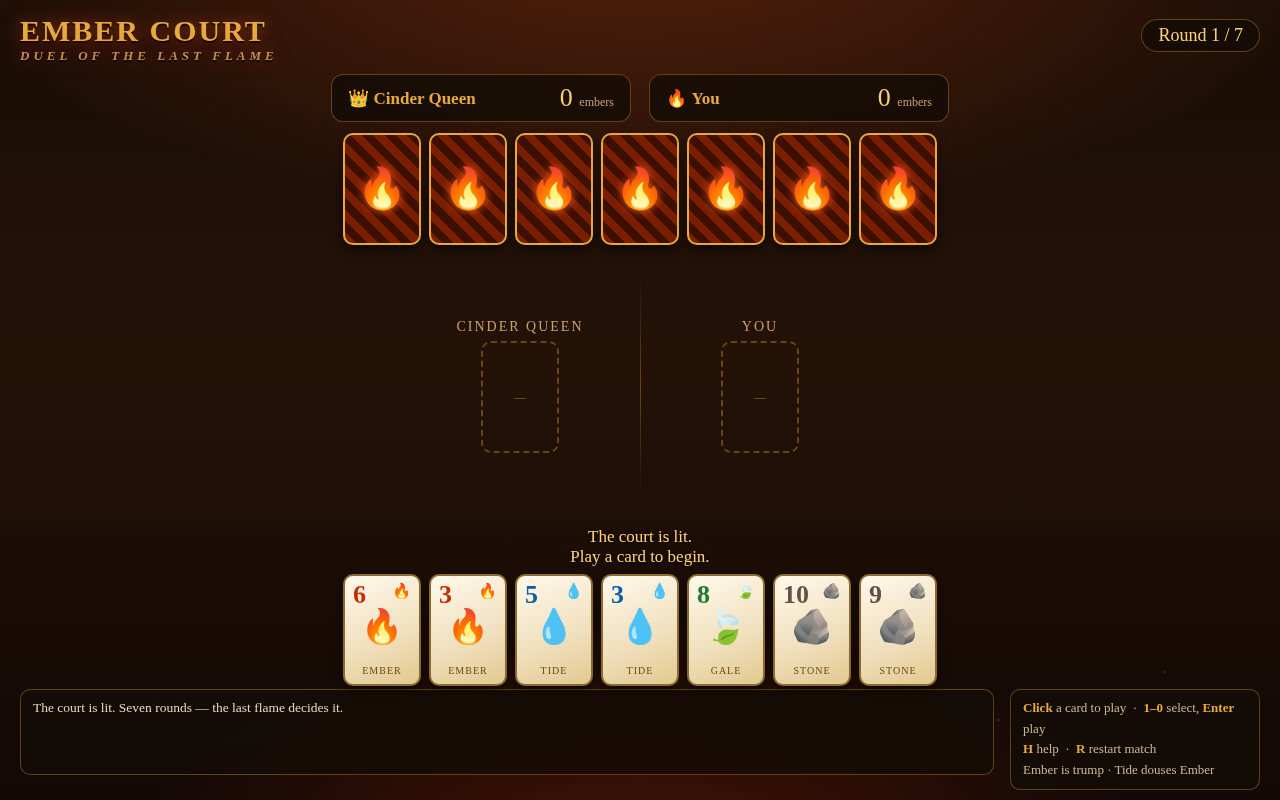 EMBER COURT
DUEL OF THE LAST FLAME
Round 1 / 7
Cinder Queen 0 embers
You 0 embers
CINDER QUEEN
YOU
—
—
The court is lit.
Play a card to begin.
6 EMBER
3 EMBER
5 TIDE
3 TIDE
8 GALE
10 STONE
9 STONE
The court is lit. Seven rounds — the last flame decides it.
Click a card to play · 1–0 select, Enter
play
H help · R restart match
Ember is trump · Tide douses Ember